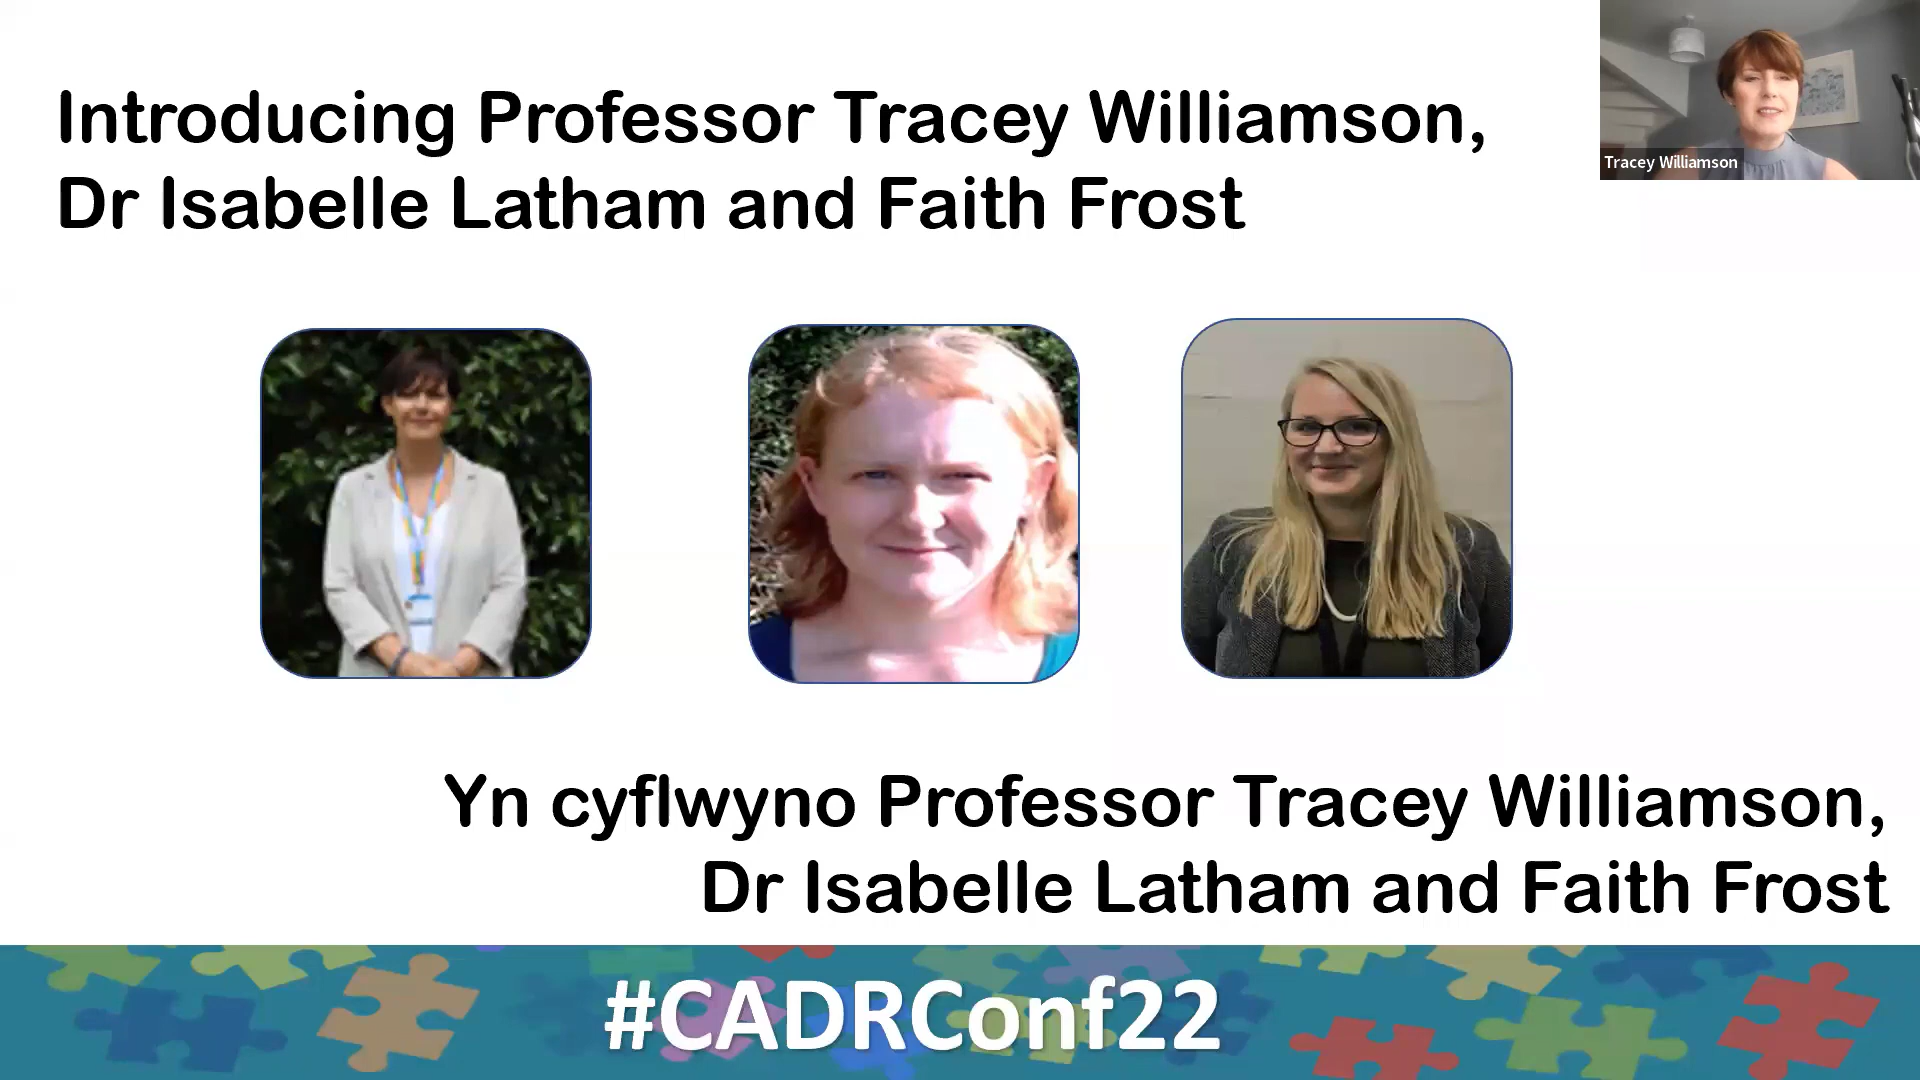 Introducing Professor Tracey Williamson,
Dr Isabelle Latham and Faith Frost
Tracey Williamson
Yn cyflwyno Professor Tracey Williamson,
Dr Isabelle Latham and Faith Frost
#CADRConf22